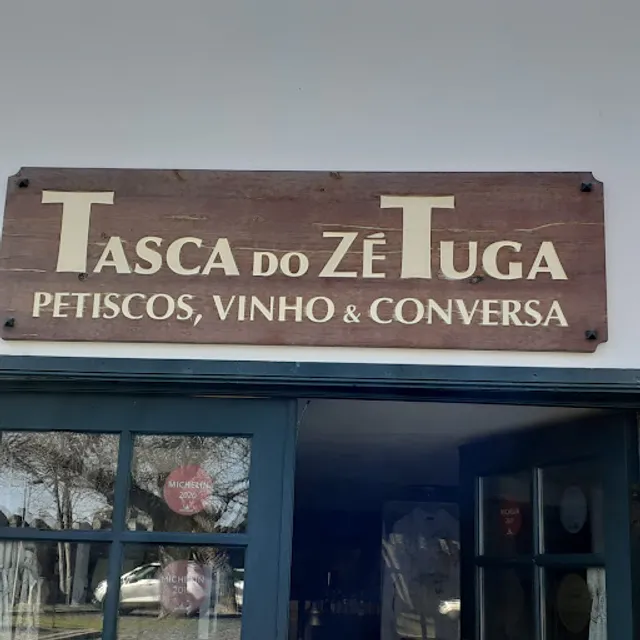 TASCA DO ZÉ TUGA
PETISCOS, VINHO & CONVERSA
MICHELIN
2020